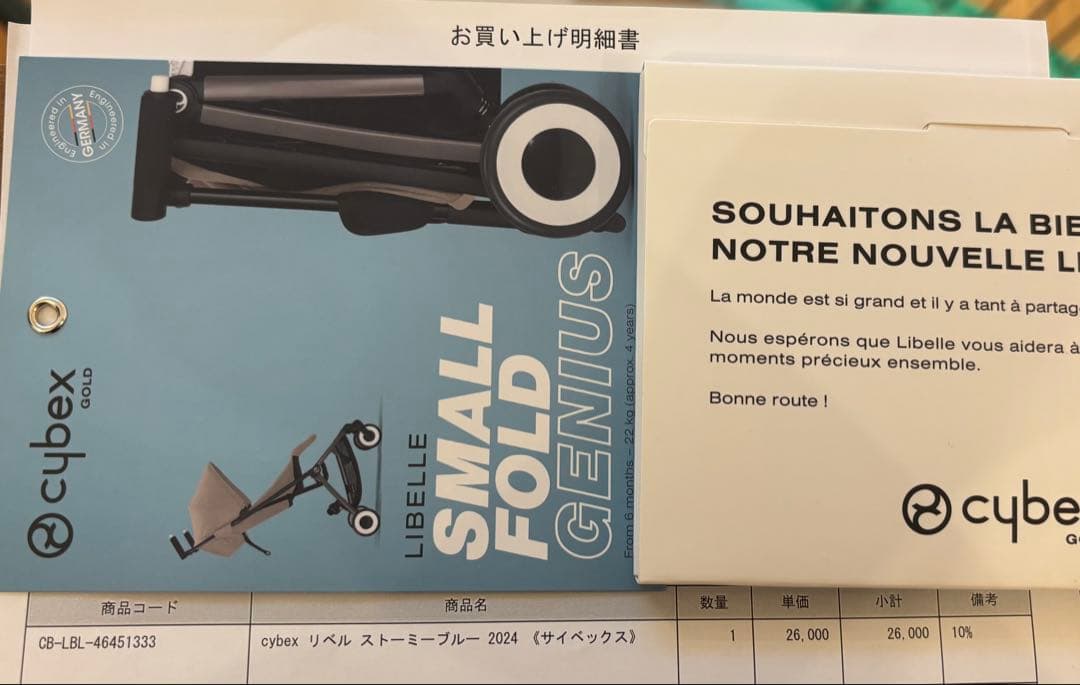 お買い上げ明細書
Engineered in
GERMANY
Engineered in
cybex
GOLD
LIBELLE
SMALL
FOLD
GENIUS
From 6 months – 22 kg (approx. 4 years)
SOUHAITONS LA BIE
NOTRE NOUVELLE LI
La monde est si grand et il y a tant à partag
Nous espérons que Libelle vous aidera à
moments précieux ensemble.
Bonne route !
cybe
G
商品コード 商品名 数量 単価 小計 備考
CB-LBL-46451333 cybex リベル ストーミーブルー 2024 《サイベックス》 1 26,000 26,000 10%